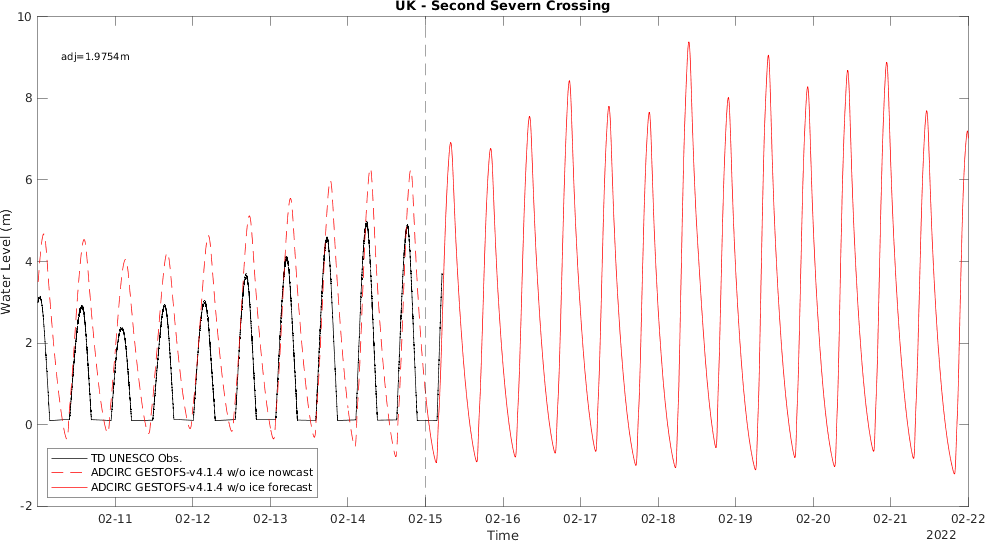 UK - Second Severn Crossing
adj=1.9754m
10
8
6
4
2
0
-2
Water Level (m)
TD UNESCO Obs.
ADCIRC GESTOFS-v4.1.4 w/o ice nowcast
ADCIRC GESTOFS-v4.1.4 w/o ice forecast
02-11 02-12 02-13 02-14 02-15 02-16 02-17 02-18 02-19 02-20 02-21 02-22
Time
2022